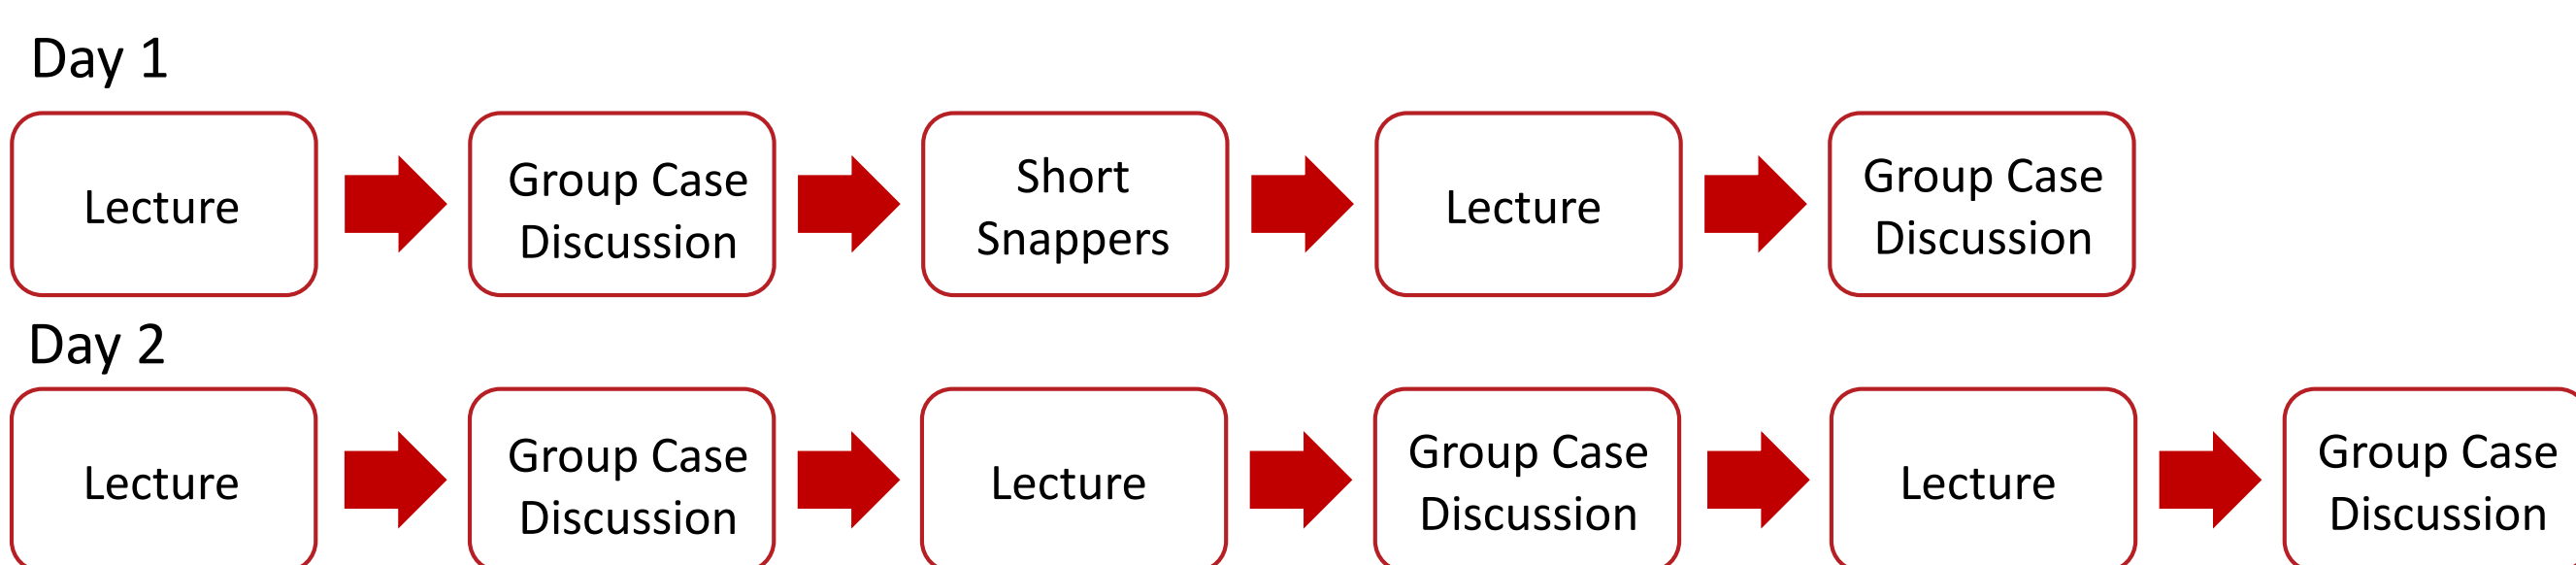 Day 1
Lecture
Group Case
Discussion
Short
Snappers
Lecture
Group Case
Discussion
Day 2
Lecture
Group Case
Discussion
Lecture
Group Case
Discussion
Lecture
Group Case
Discussion